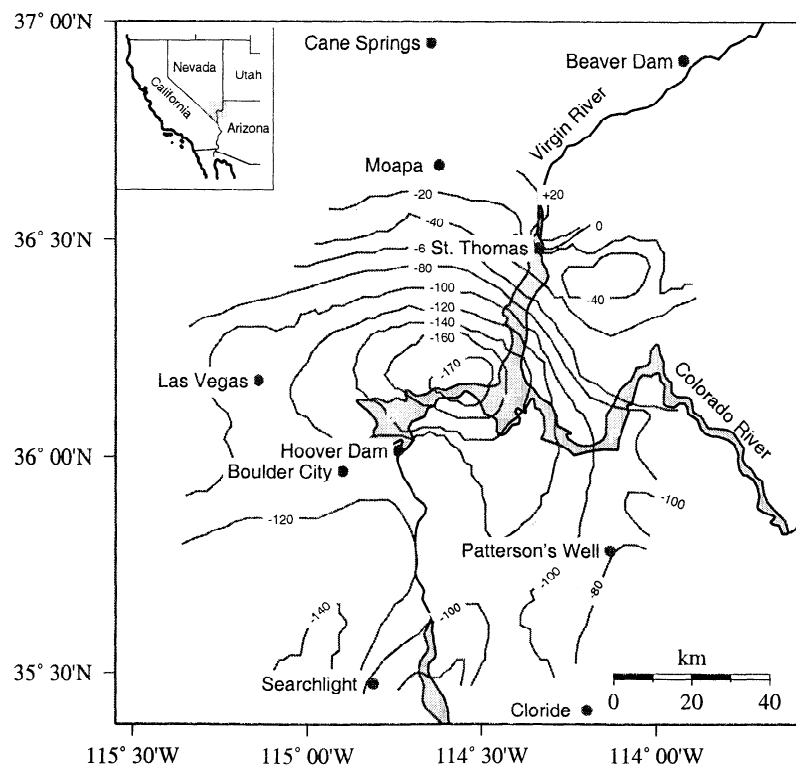 37° 00'N
Cane Springs
Beaver Dam
Nevada
Utah
California
Arizona
Virgin River
Moapa
-20
+20
-40
0
36° 30'N
-6
St. Thomas
-80
-40
-100
-120
-140
-160
-170
Las Vegas
Colorado River
Hoover Dam
36° 00'N
Boulder City
-100
-120
Patterson's Well
-100
-80
-140
-100
km
35° 30'N
Searchlight
0 20 40
Cloride
115° 30'W 115° 00'W 114° 30'W 114° 00'W